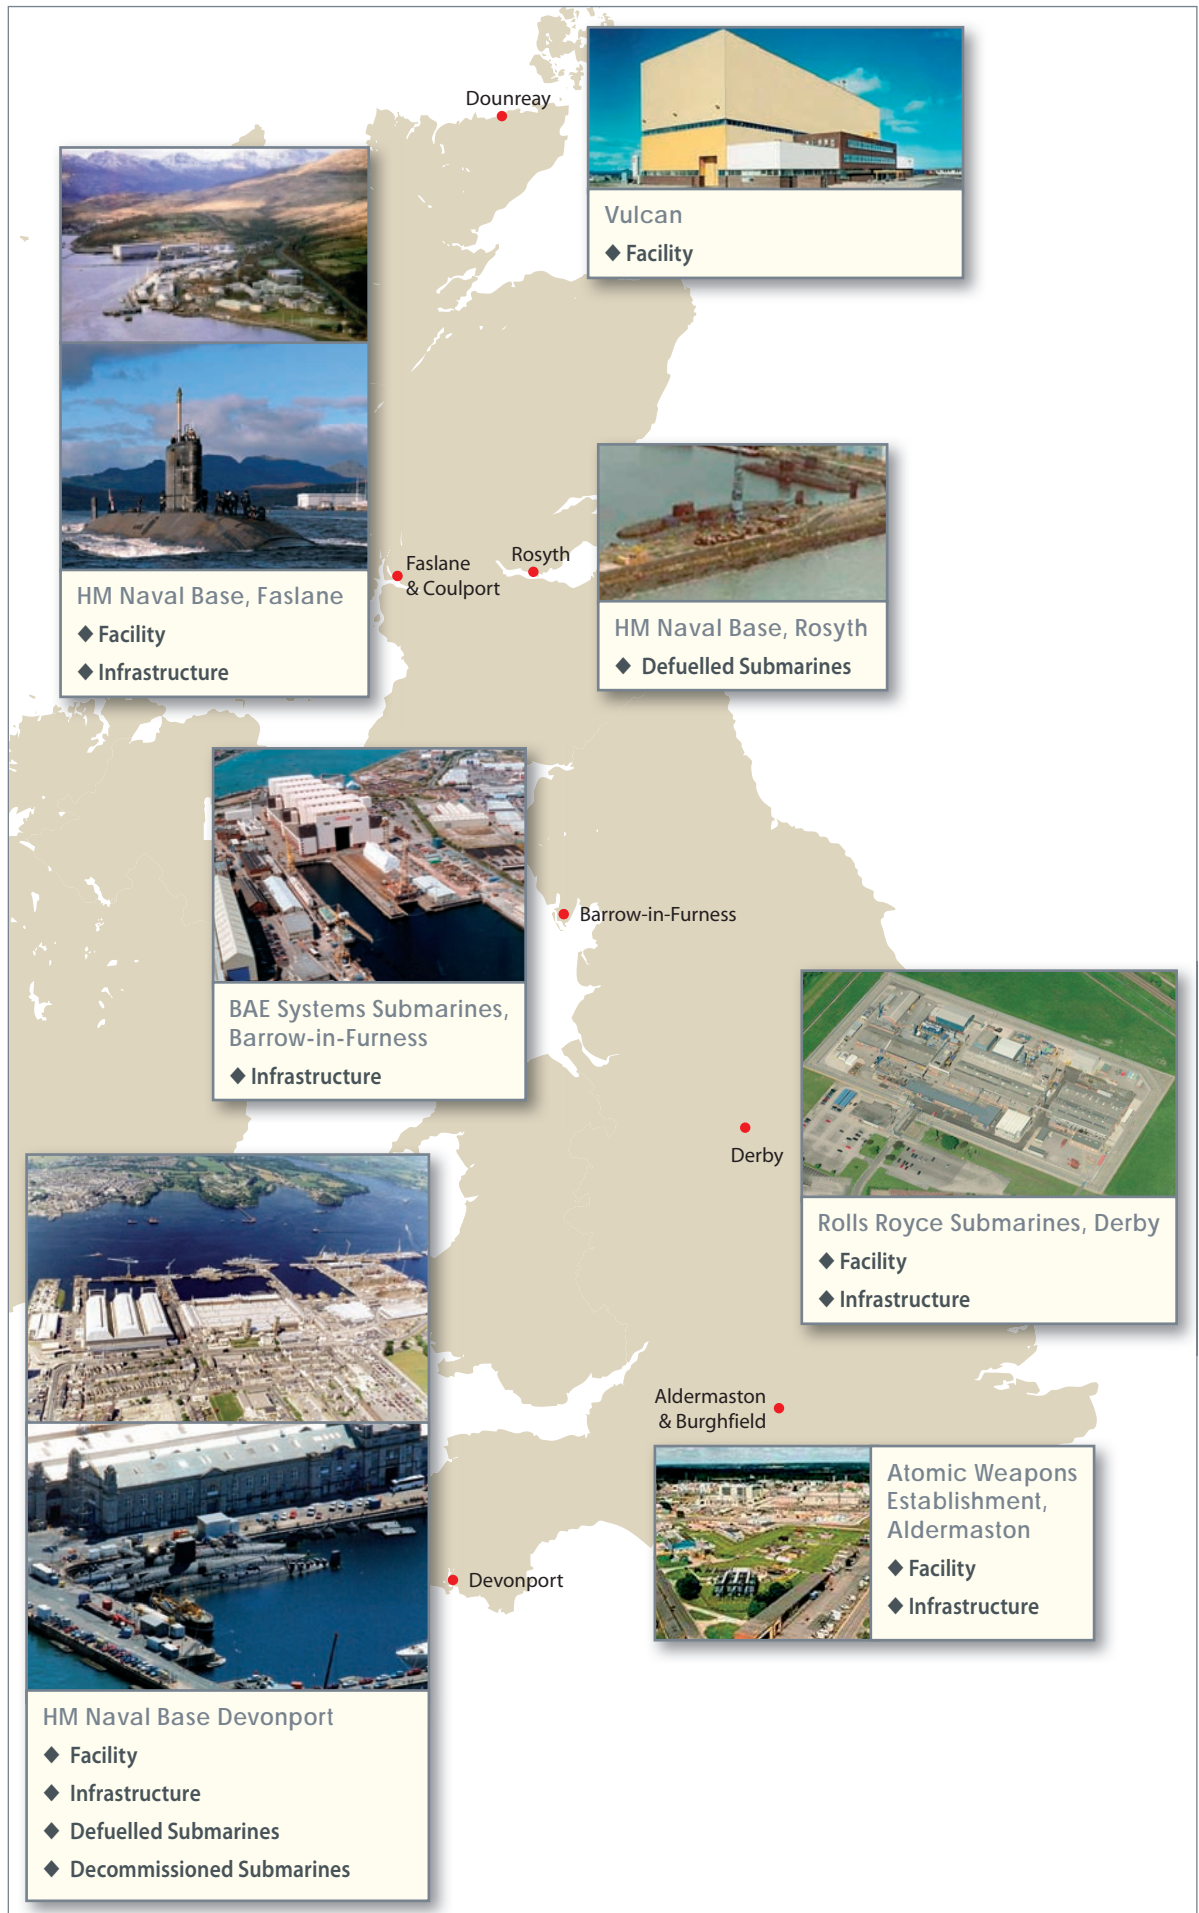 Dounreay
Vulcan
◆ Facility
Faslane
& Coulport
Rosyth
HM Naval Base, Faslane
◆ Facility
◆ Infrastructure
HM Naval Base, Rosyth
◆ Defuelled Submarines
Barrow-in-Furness
BAE Systems Submarines,
Barrow-in-Furness
◆ Infrastructure
Derby
Rolls Royce Submarines, Derby
◆ Facility
◆ Infrastructure
Aldermaston
& Burghfield
Atomic Weapons
Establishment,
Aldermaston
◆ Facility
◆ Infrastructure
Devonport
HM Naval Base Devonport
◆ Facility
◆ Infrastructure
◆ Defuelled Submarines
◆ Decommissioned Submarines